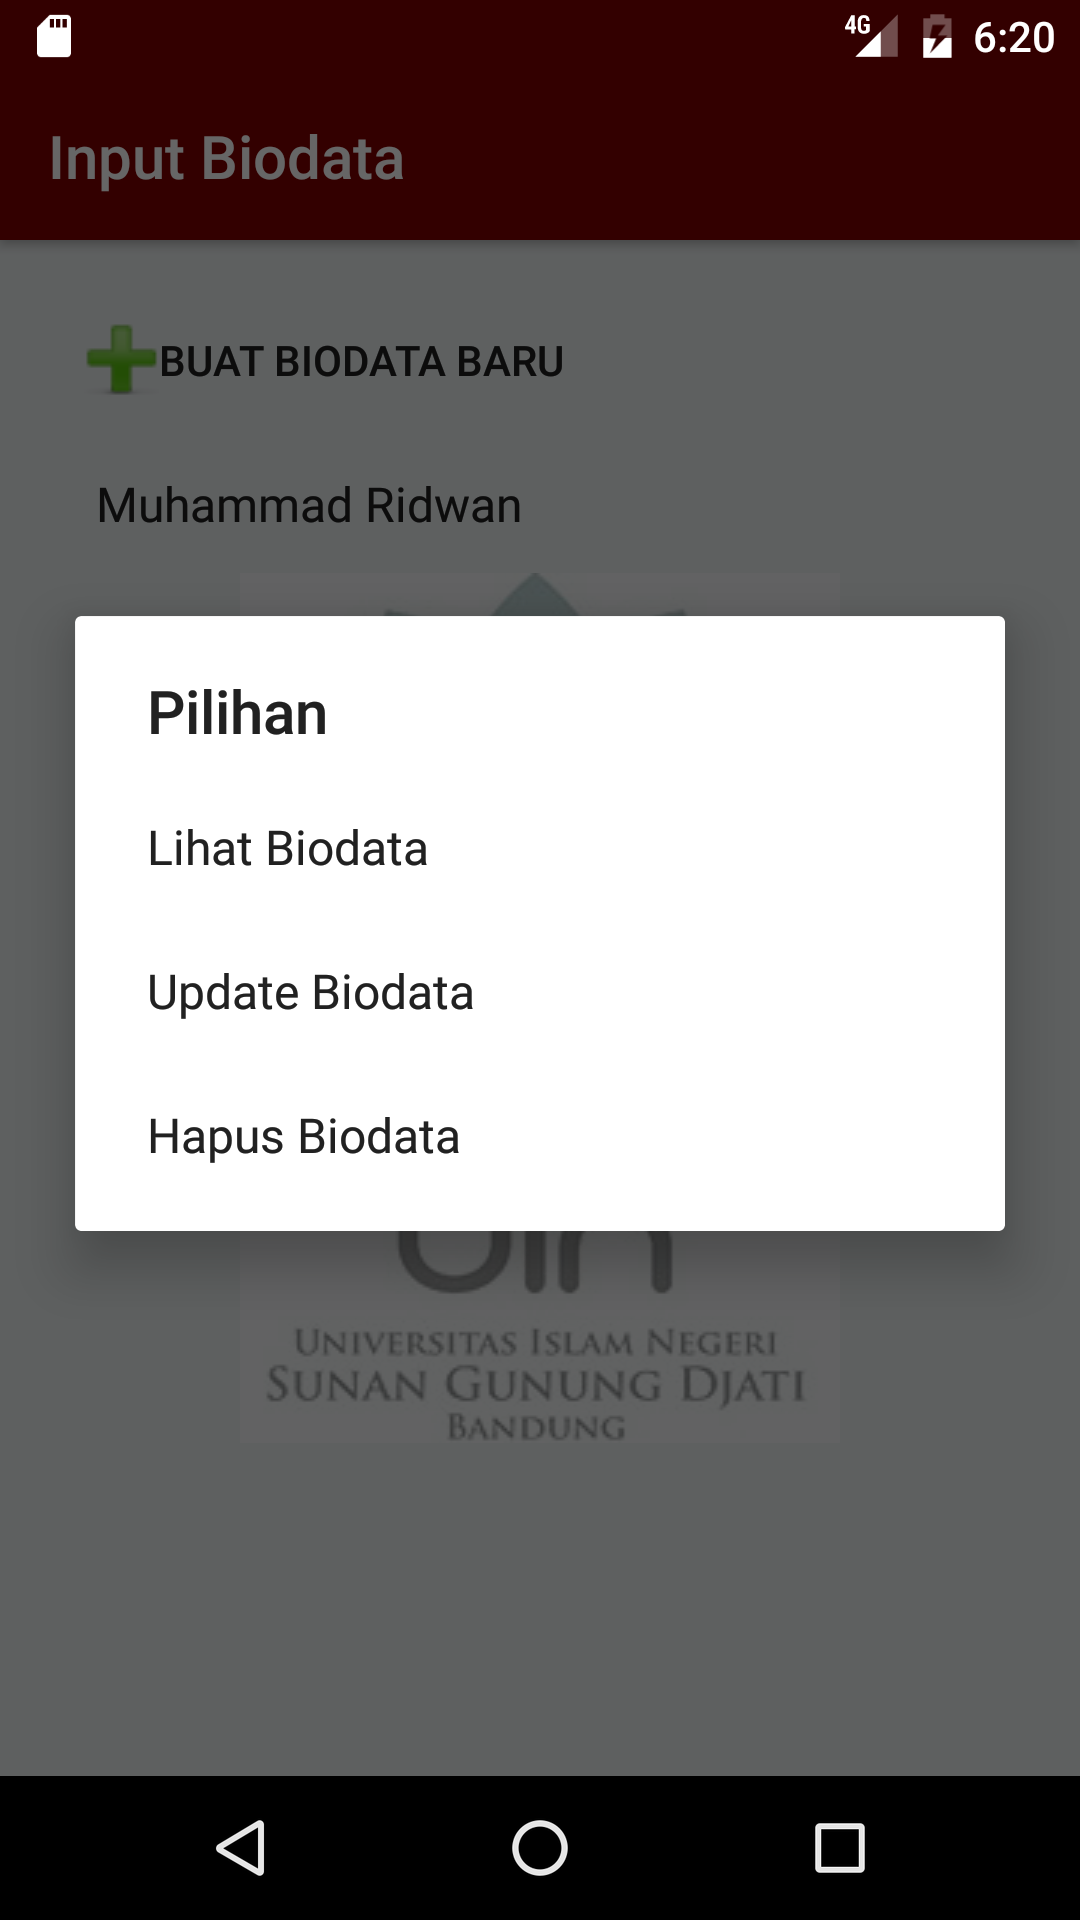 4G 6:20
Input Biodata
BUAT BIODATA BARU
Muhammad Ridwan
Pilihan
Lihat Biodata
Update Biodata
Hapus Biodata
UNIVERSITAS ISLAM NEGERI
SUNAN GUNUNG DJATI
BANDUNG